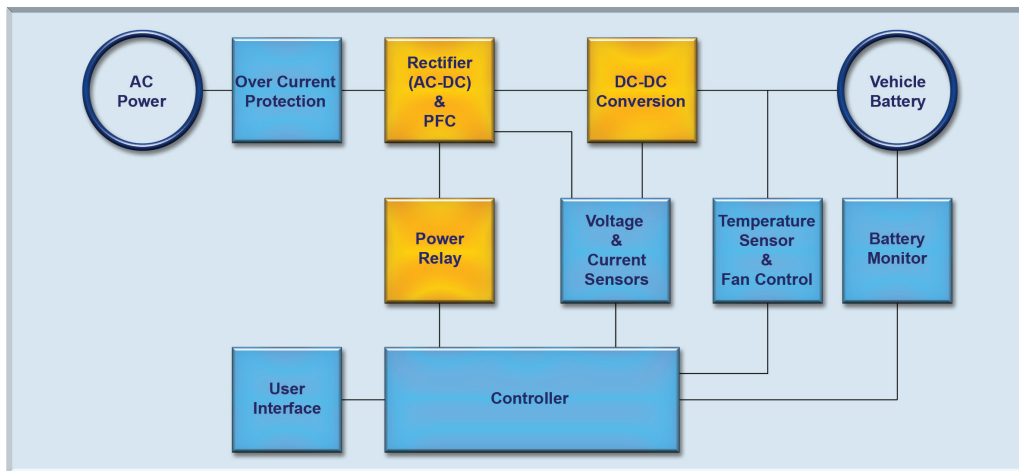 AC
Power
Over Current
Protection
Rectifier
(AC-DC)
&
PFC
DC-DC
Conversion
Vehicle
Battery
Power
Relay
Voltage
&
Current
Sensors
Temperature
Sensor
&
Fan Control
Battery
Monitor
User
Interface
Controller